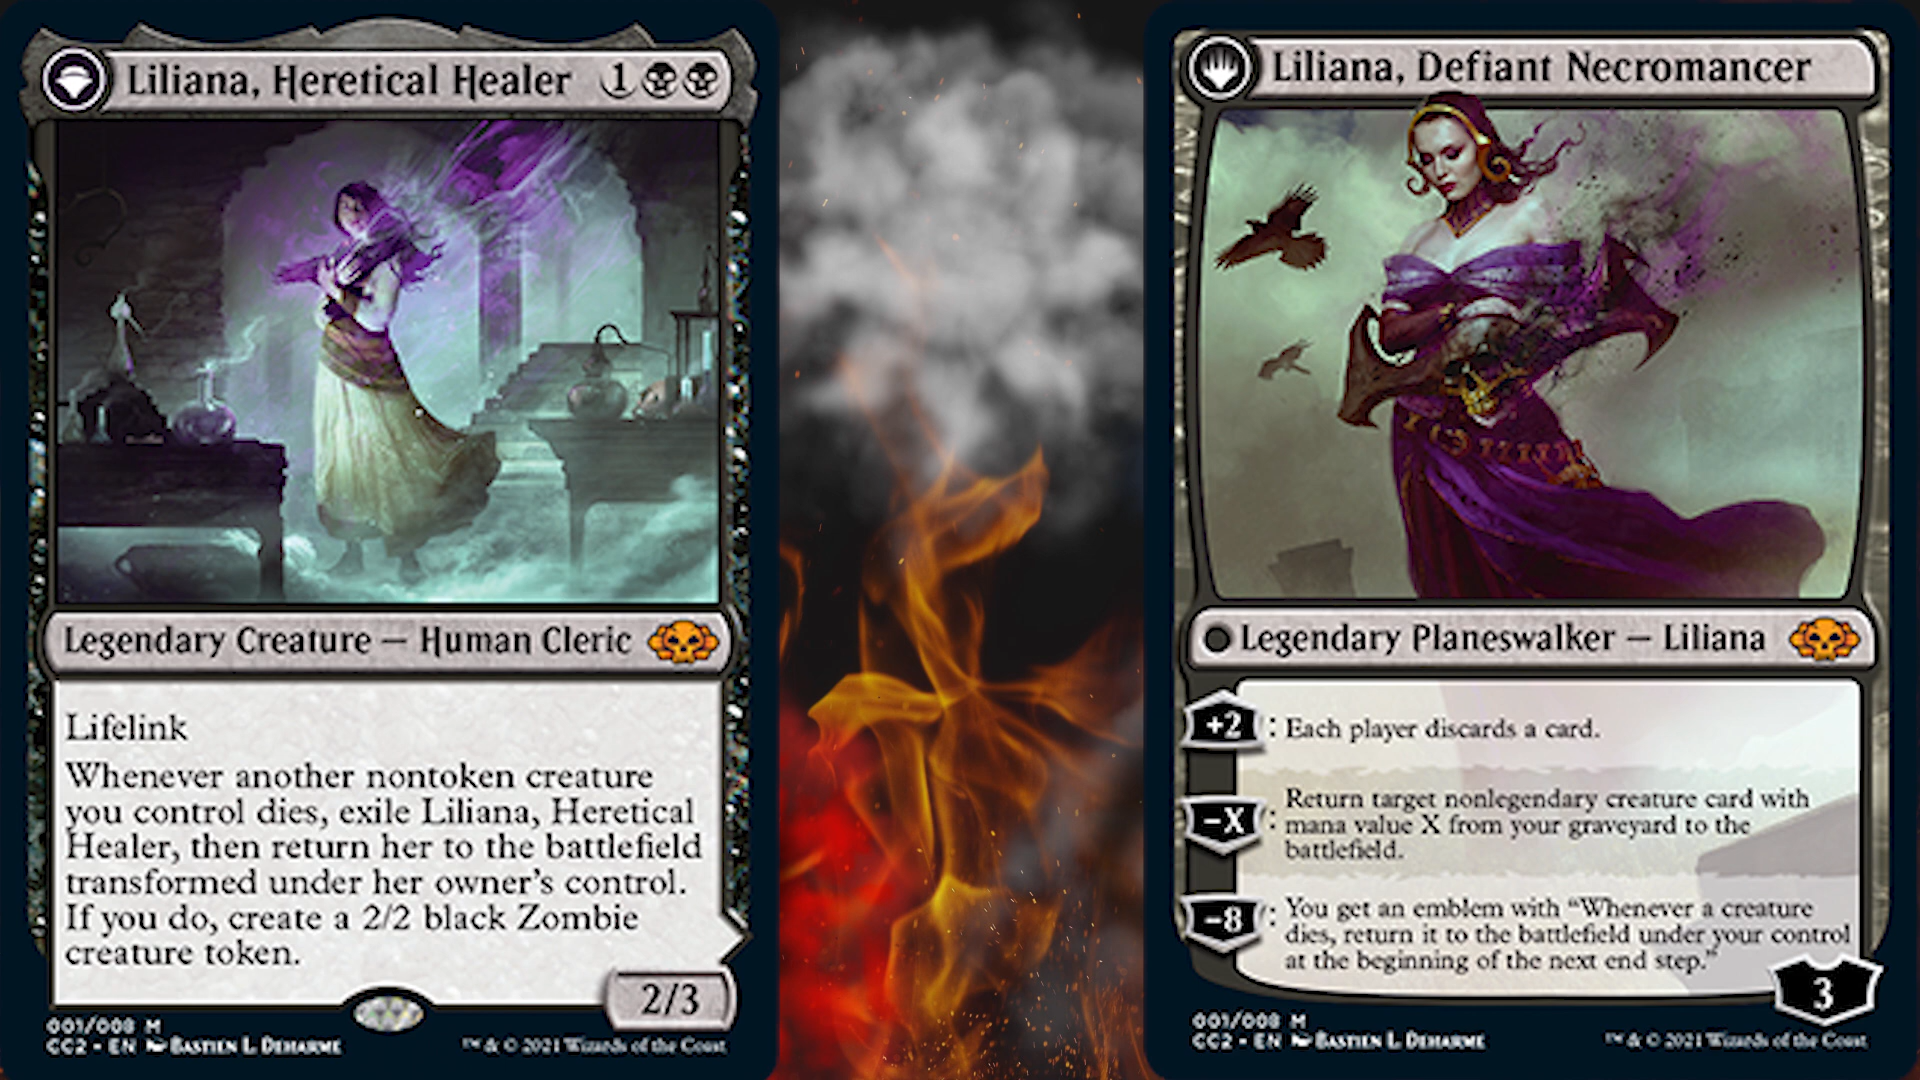 Liliana, Heretical Healer 1
Legendary Creature — Human Cleric
Lifelink
Whenever another nontoken creature
you control dies, exile Liliana, Heretical
Healer, then return her to the battlefield
transformed under her owner's control.
If you do, create a 2/2 black Zombie
creature token.
2/3
001/008 M
CC2 • EN Bastien L. Deharme
™ & © 2021 Wizards of the Coast
Liliana, Defiant Necromancer
Legendary Planeswalker — Liliana
+2 : Each player discards a card.
−X : Return target nonlegendary creature card with
mana value X from your graveyard to the
battlefield.
−8 : You get an emblem with “Whenever a creature
dies, return it to the battlefield under your control
at the beginning of the next end step.”
3
001/008 M
CC2 • EN Bastien L. Deharme
™ & © 2021 Wizards of the Coast